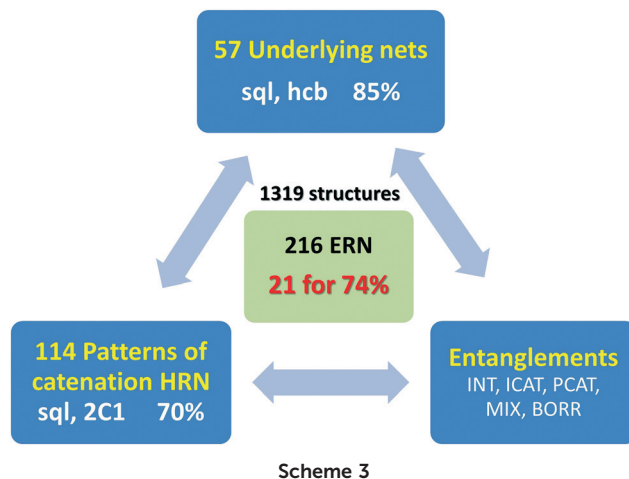 57 Underlying nets
sql, hcb 85%
1319 structures
216 ERN
21 for 74%
114 Patterns of
catenation HRN
sql, 2C1 70%
Entanglements
INT, ICAT, PCAT,
MIX, BORR
Scheme 3